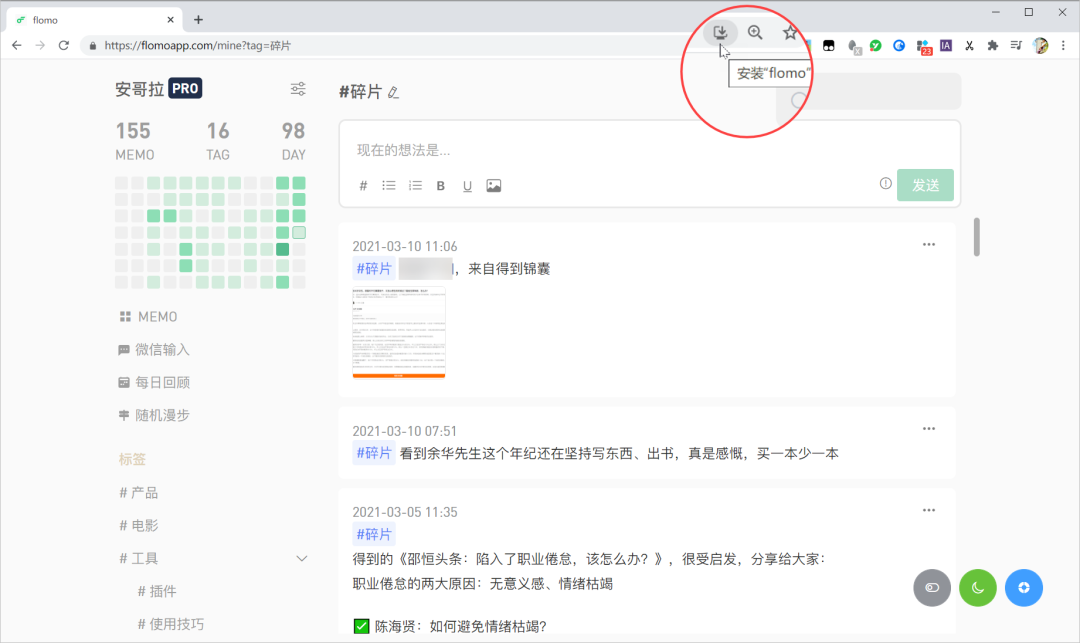 flomo
https://flomoapp.com/mine?tag=碎片
23
IA
安装“flomo”
安哥拉 PRO
155 16 98
MEMO TAG DAY
MEMO
微信输入
每日回顾
随机漫步
标签
# 产品
# 电影
# 工具
# 插件
# 使用技巧
#碎片
现在的想法是...
# B U
发送
2021-03-10 11:06
#碎片 ，来自得到锦囊
2021-03-10 07:51
#碎片 看到余华先生这个年纪还在坚持写东西、出书，真是感慨，买一本少一本
2021-03-05 11:35
#碎片
得到的《邵恒头条：陷入了职业倦怠，该怎么办？》，很受启发，分享给大家：
职业倦怠的两大原因：无意义感、情绪枯竭
陈海贤：如何避免情绪枯竭？